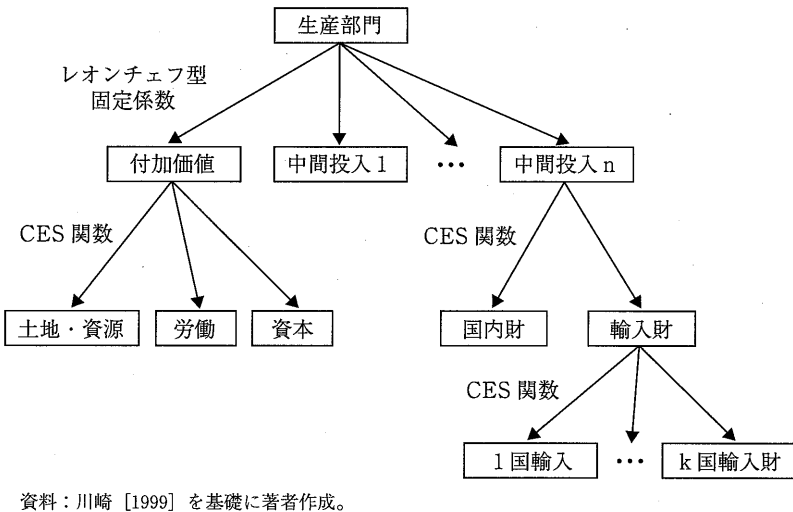 生産部門
レオンチェフ型
固定係数
付加価値
中間投入 1
…
中間投入 n
CES 関数
CES 関数
土地・資源
労働
資本
国内財
輸入財
CES 関数
1 国輸入
…
k 国輸入財
資料：川崎［1999］を基礎に著者作成。